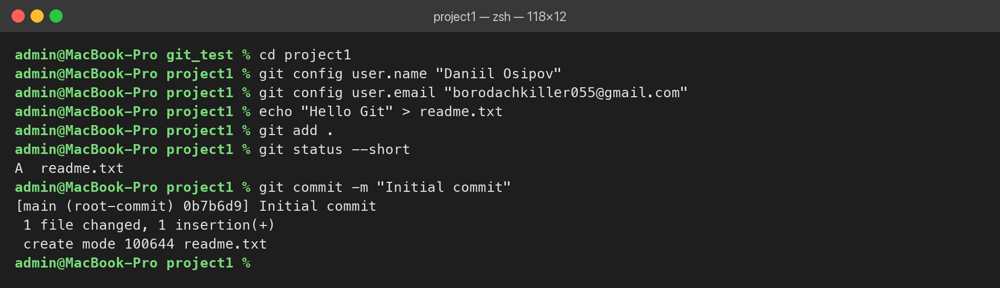 project1 — zsh — 118×12
admin@MacBook-Pro git_test % cd project1
admin@MacBook-Pro project1 % git config user.name "Daniil Osipov"
admin@MacBook-Pro project1 % git config user.email "borodachkiller055@gmail.com"
admin@MacBook-Pro project1 % echo "Hello Git" > readme.txt
admin@MacBook-Pro project1 % git add .
admin@MacBook-Pro project1 % git status --short
A  readme.txt
admin@MacBook-Pro project1 % git commit -m "Initial commit"
[main (root-commit) 0b7b6d9] Initial commit
 1 file changed, 1 insertion(+)
 create mode 100644 readme.txt
admin@MacBook-Pro project1 %